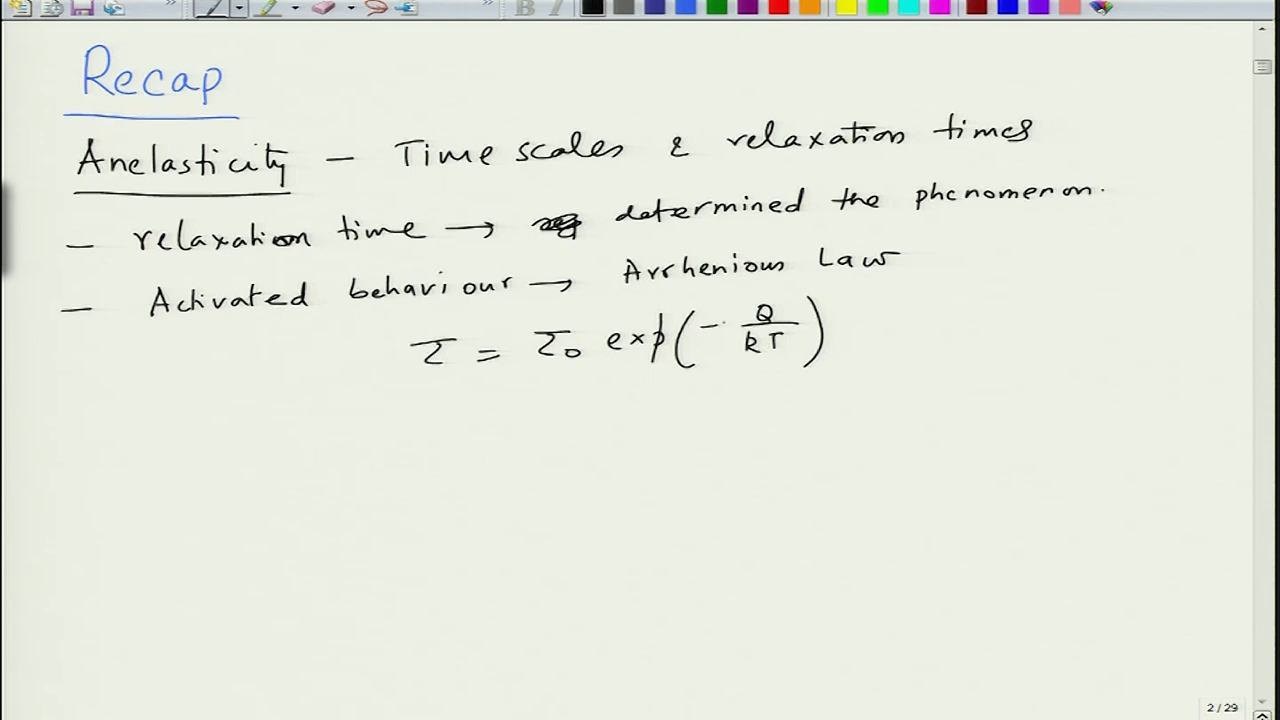 B I
Recap
Anelasticity – Time scales & relaxation times
– relaxation time → determined the phenomenon.
– Activated behaviour → Arrhenious Law
τ = τ₀ exp(- Q/kT)
2 / 29